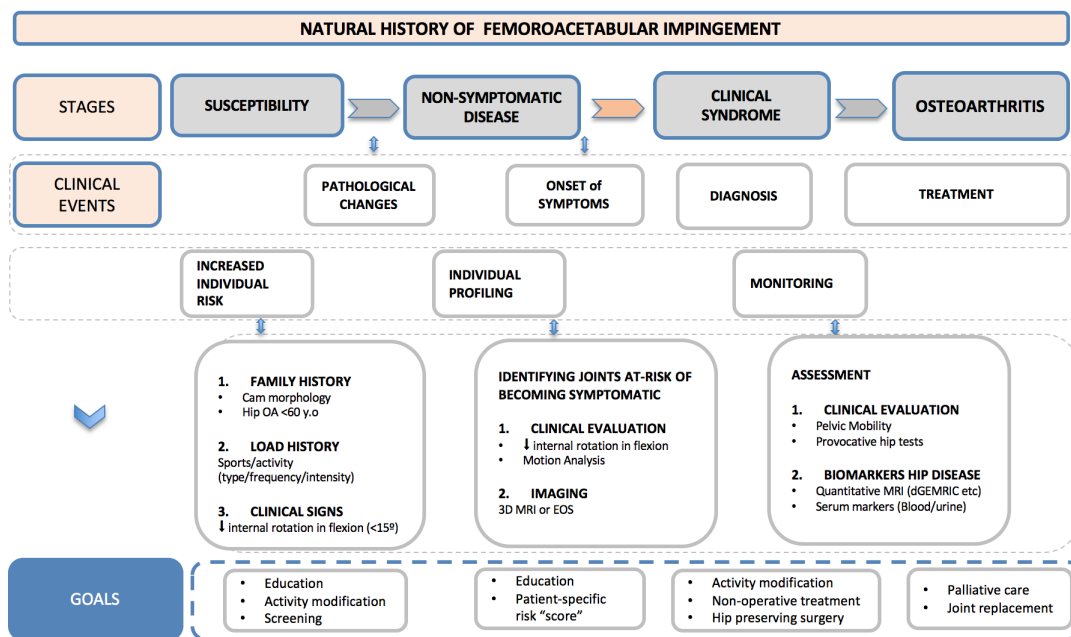 NATURAL HISTORY OF FEMOROACETABULAR IMPINGEMENT
STAGES
SUSCEPTIBILITY
NON-SYMPTOMATIC
DISEASE
CLINICAL
SYNDROME
OSTEOARTHRITIS
CLINICAL
EVENTS
PATHOLOGICAL
CHANGES
ONSET of
SYMPTOMS
DIAGNOSIS
TREATMENT
INCREASED
INDIVIDUAL
RISK
INDIVIDUAL
PROFILING
MONITORING
1. FAMILY HISTORY
• Cam morphology
• Hip OA <60 y.o
2. LOAD HISTORY
Sports/activity
(type/frequency/intensity)
3. CLINICAL SIGNS
⬇internal rotation in flexion (<15º)
IDENTIFYING JOINTS AT-RISK OF
BECOMING SYMPTOMATIC
1. CLINICAL EVALUATION
• ⬇internal rotation in flexion
• Motion Analysis
2. IMAGING
3D MRI or EOS
ASSESSMENT
1. CLINICAL EVALUATION
• Pelvic Mobility
• Provocative hip tests
2. BIOMARKERS HIP DISEASE
• Quantitative MRI (dGEMRIC etc)
• Serum markers (Blood/urine)
GOALS
• Education
• Activity modification
• Screening
• Education
• Patient-specific
risk “score”
• Activity modification
• Non-operative treatment
• Hip preserving surgery
• Palliative care
• Joint replacement